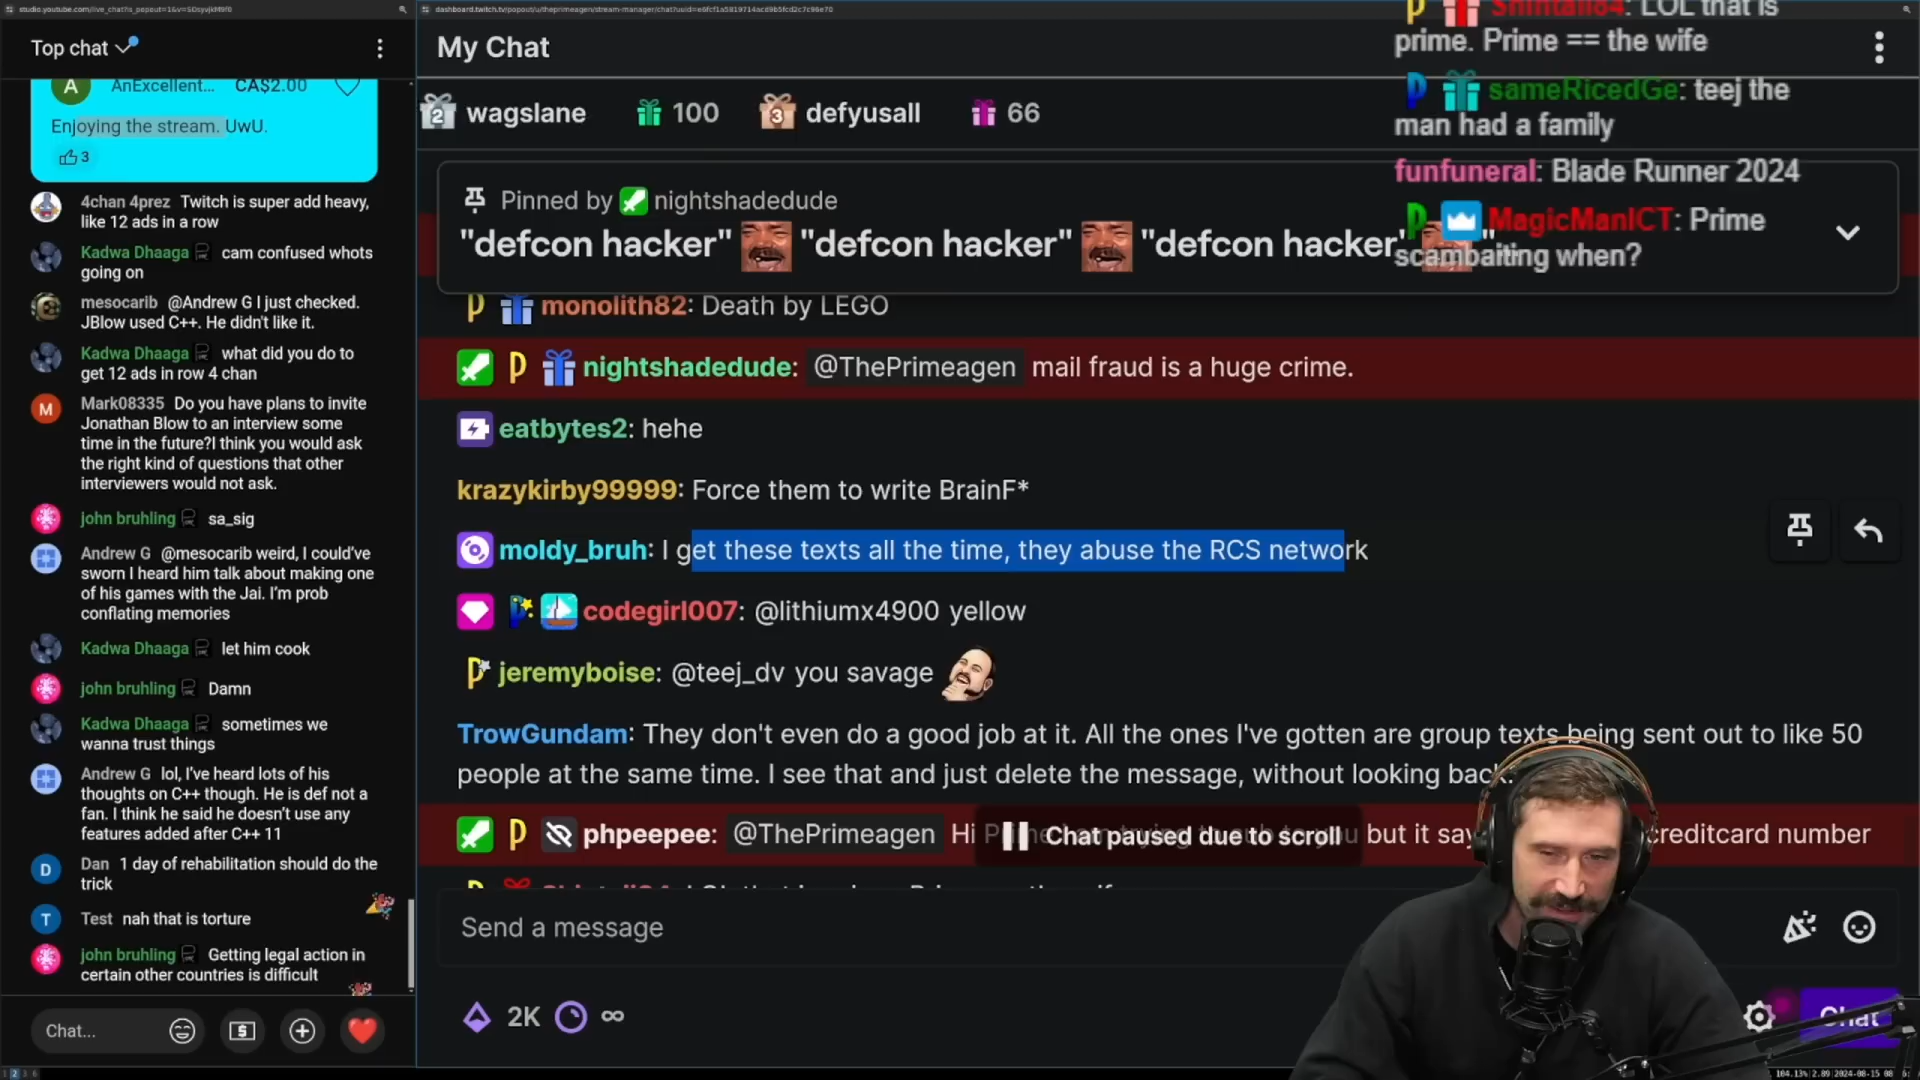 studio.youtube.com/live_chat?is_popout=1&v=SDsyvjkM9f0
Top chat
A AnExcellent... CA$2.00
Enjoying the stream. UwU.
3
4chan 4prez Twitch is super add heavy,
like 12 ads in a row
Kadwa Dhaaga cam confused whots
going on
mesocarib @Andrew G I just checked.
JBlow used C++. He didn't like it.
Kadwa Dhaaga what did you do to
get 12 ads in row 4 chan
M Mark08335 Do you have plans to invite
Jonathan Blow to an interview some
time in the future?I think you would ask
the right kind of questions that other
interviewers would not ask.
john bruhling sa_sig
Andrew G @mesocarib weird, I could've
sworn I heard him talk about making one
of his games with the Jai. I'm prob
conflating memories
Kadwa Dhaaga let him cook
john bruhling Damn
Kadwa Dhaaga sometimes we
wanna trust things
Andrew G lol, I've heard lots of his
thoughts on C++ though. He is def not a
fan. I think he said he doesn't use any
features added after C++ 11
D Dan 1 day of rehabilitation should do the
trick
T Test nah that is torture
john bruhling Getting legal action in
certain other countries is difficult
Chat...
My Chat
2 wagslane 100 3 defyusall 66
Pinned by nightshadedude
"defcon hacker" "defcon hacker" "defcon hacker" "
monolith82: Death by LEGO
nightshadedude: @ThePrimeagen mail fraud is a huge crime.
eatbytes2: hehe
krazykirby99999: Force them to write BrainF*
moldy_bruh: I get these texts all the time, they abuse the RCS network
codegirl007: @lithiumx4900 yellow
jeremyboise: @teej_dv you savage
TrowGundam: They don't even do a good job at it. All the ones I've gotten are group texts being sent out to like 50
people at the same time. I see that and just delete the message, without looking back.
phpeepee: @ThePrimeagen Hi but it creditcard number
Chat paused due to scroll
Send a message
2K ∞
Chat
Shintai84: LOL that is
prime. Prime == the wife
sameRicedGe: teej the
man had a family
funfuneral: Blade Runner 2024
MagicManICT: Prime
scambaiting when?